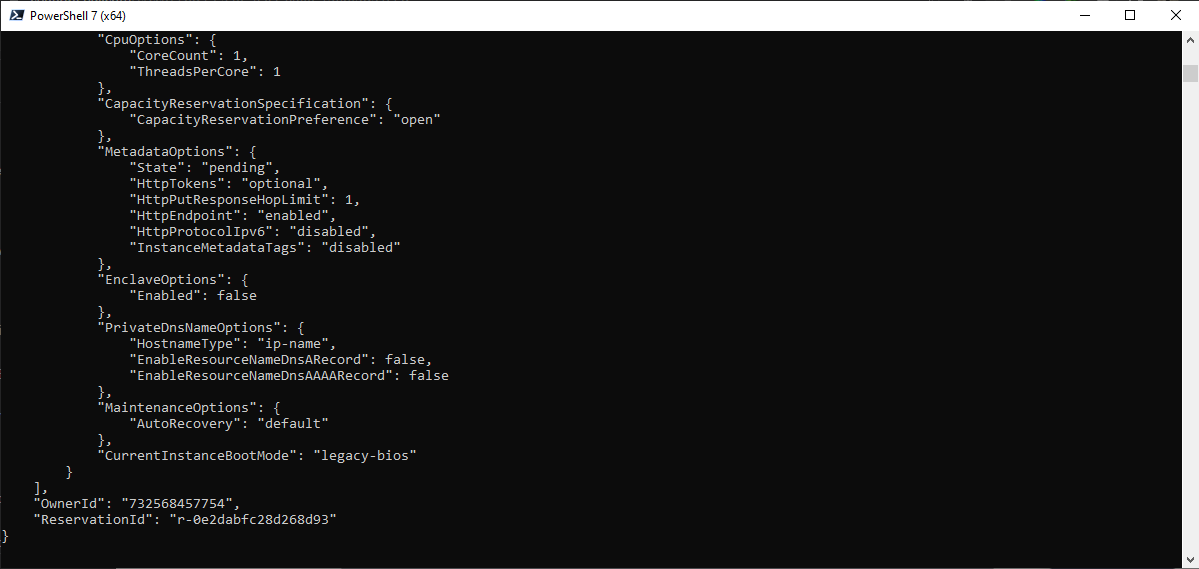 PowerShell 7 (x64)
"CpuOptions": {
"CoreCount": 1,
"ThreadsPerCore": 1
},
"CapacityReservationSpecification": {
"CapacityReservationPreference": "open"
},
"MetadataOptions": {
"State": "pending",
"HttpTokens": "optional",
"HttpPutResponseHopLimit": 1,
"HttpEndpoint": "enabled",
"HttpProtocolIpv6": "disabled",
"InstanceMetadataTags": "disabled"
},
"EnclaveOptions": {
"Enabled": false
},
"PrivateDnsNameOptions": {
"HostnameType": "ip-name",
"EnableResourceNameDnsARecord": false,
"EnableResourceNameDnsAAAARecord": false
},
"MaintenanceOptions": {
"AutoRecovery": "default"
},
"CurrentInstanceBootMode": "legacy-bios"
}
],
"OwnerId": "732568457754",
"ReservationId": "r-0e2dabfc28d268d93"
}